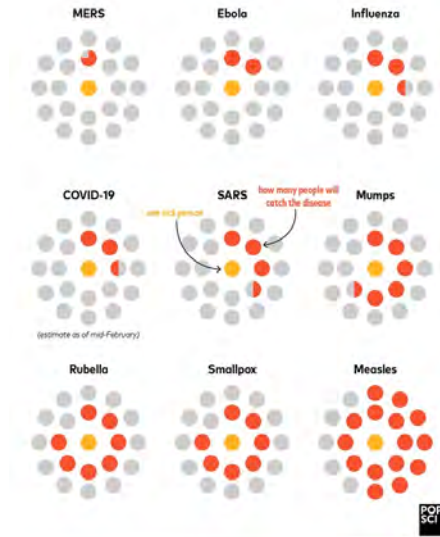 MERS
Ebola
Influenza
COVID-19
SARS
Mumps
one sick person
how many people will
catch the disease
(estimate as of mid-February)
Rubella
Smallpox
Measles
POP
SCI